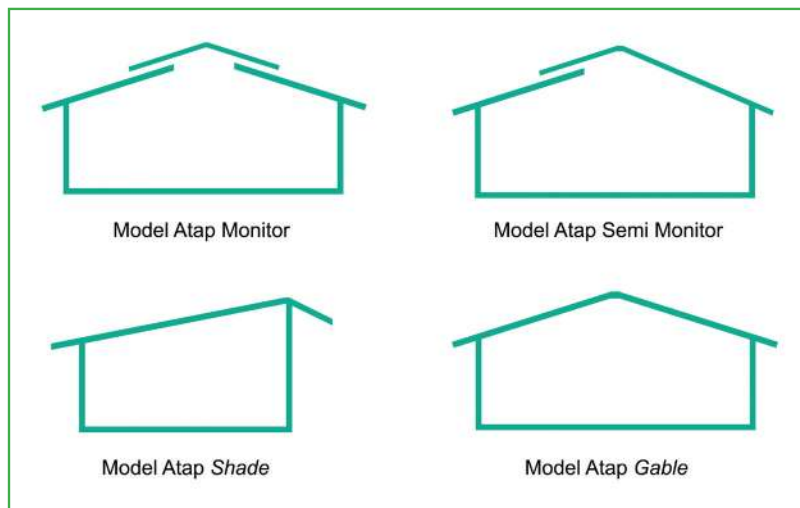 Model Atap Monitor
Model Atap Semi Monitor
Model Atap Shade
Model Atap Gable